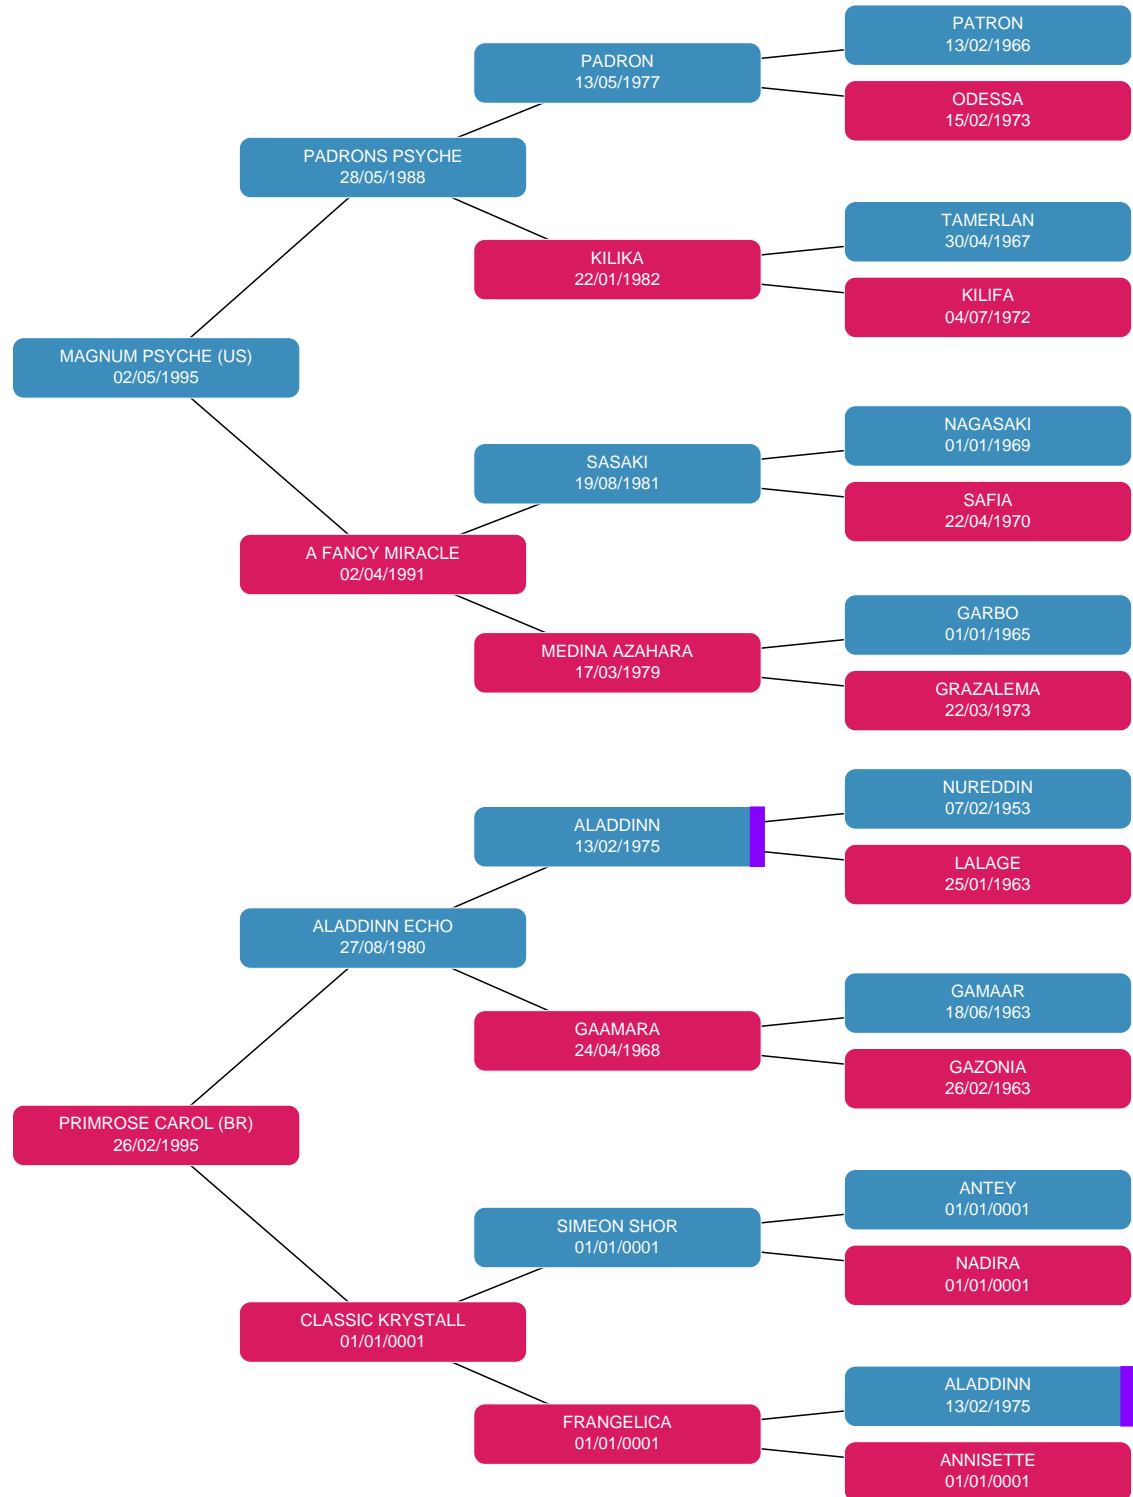 PATRON
13/02/1966
PADRON
13/05/1977
ODESSA
15/02/1973
PADRONS PSYCHE
28/05/1988
TAMERLAN
30/04/1967
KILIKA
22/01/1982
KILIFA
04/07/1972
MAGNUM PSYCHE (US)
02/05/1995
NAGASAKI
01/01/1969
SASAKI
19/08/1981
SAFIA
22/04/1970
A FANCY MIRACLE
02/04/1991
GARBO
01/01/1965
MEDINA AZAHARA
17/03/1979
GRAZALEMA
22/03/1973
NUREDDIN
07/02/1953
ALADDINN
13/02/1975
LALAGE
25/01/1963
ALADDINN ECHO
27/08/1980
GAMAAR
18/06/1963
GAAMARA
24/04/1968
GAZONIA
26/02/1963
PRIMROSE CAROL (BR)
26/02/1995
ANTEY
01/01/0001
SIMEON SHOR
01/01/0001
NADIRA
01/01/0001
CLASSIC KRYSTALL
01/01/0001
ALADDINN
13/02/1975
FRANGELICA
01/01/0001
ANNISETTE
01/01/0001